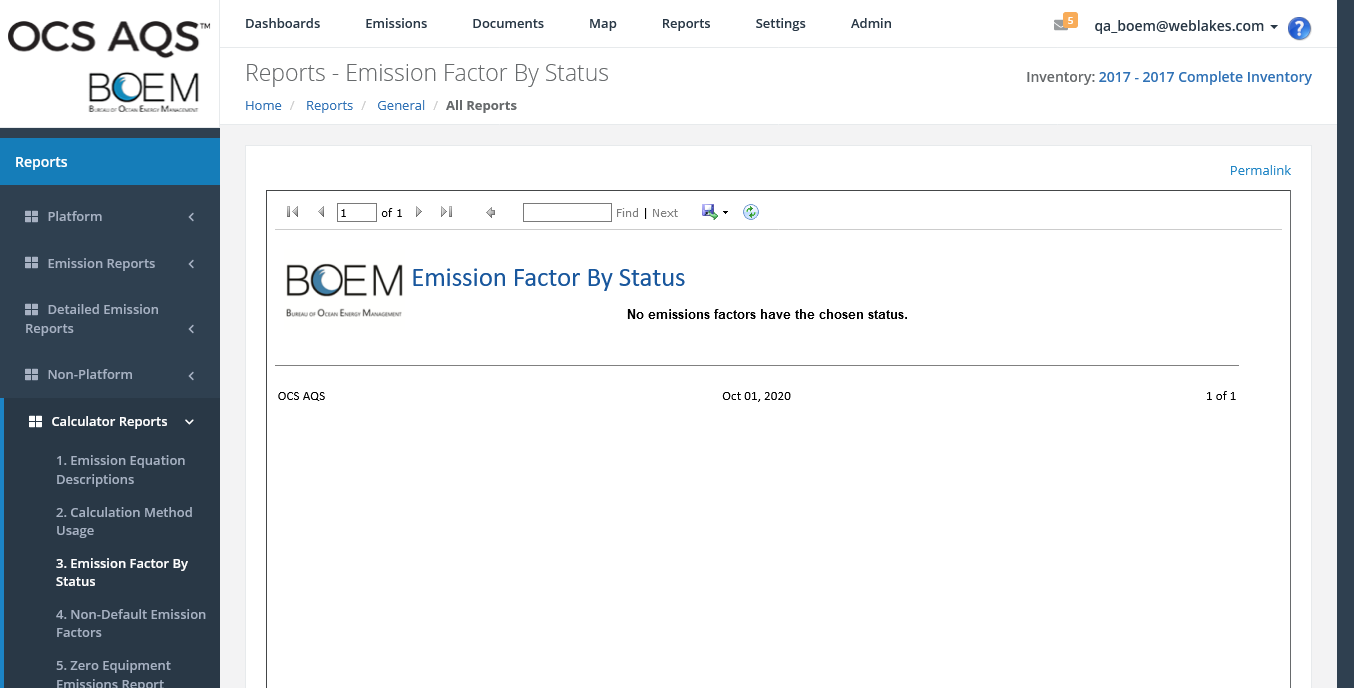 OCS AQS™
BOEM
BUREAU OF OCEAN ENERGY MANAGEMENT
Dashboards Emissions Documents Map Reports Settings Admin
5
qa_boem@weblakes.com
?
Reports - Emission Factor By Status
Inventory: 2017 - 2017 Complete Inventory
Home / Reports / General / All Reports
Reports
Platform
Emission Reports
Detailed Emission
Reports
Non-Platform
Calculator Reports
1. Emission Equation
Descriptions
2. Calculation Method
Usage
3. Emission Factor By
Status
4. Non-Default Emission
Factors
5. Zero Equipment
Emissions Report
Permalink
1 of 1
Find | Next
BOEM
BUREAU OF OCEAN ENERGY MANAGEMENT
Emission Factor By Status
No emissions factors have the chosen status.
OCS AQS Oct 01, 2020 1 of 1